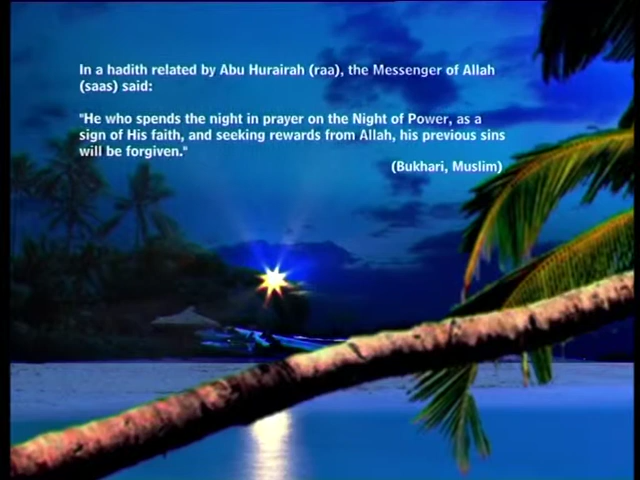 In a hadith related by Abu Hurairah (raa), the Messenger of Allah
(saas) said:
"He who spends the night in prayer on the Night of Power, as a
sign of His faith, and seeking rewards from Allah, his previous sins
will be forgiven."
(Bukhari, Muslim)